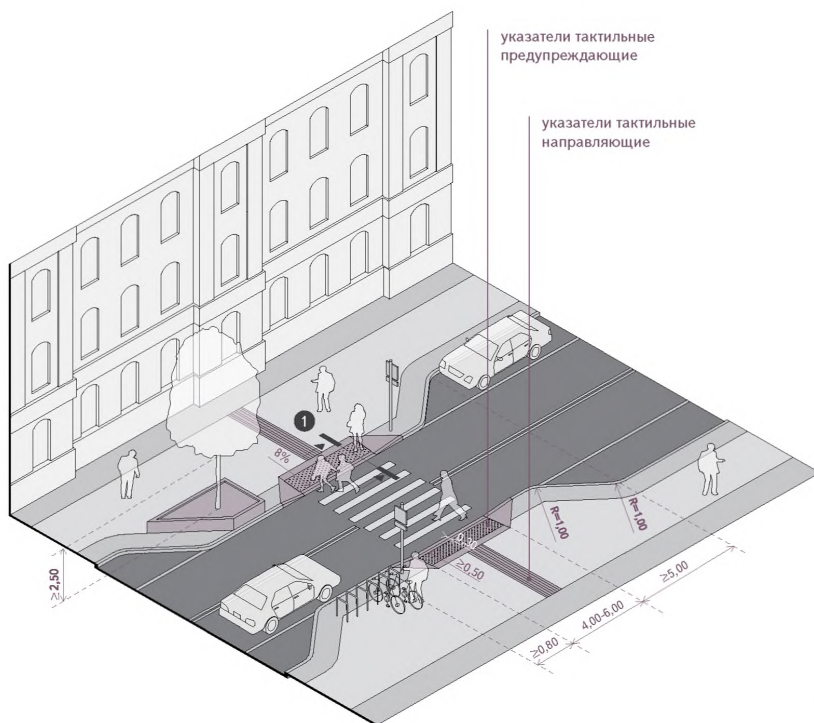 указатели тактильные
предупреждающие
указатели тактильные
направляющие
1
8%
R=1,00
R=1,00
≥0,50
≥2,50
≥5,00
4,00-6,00
≥0,80